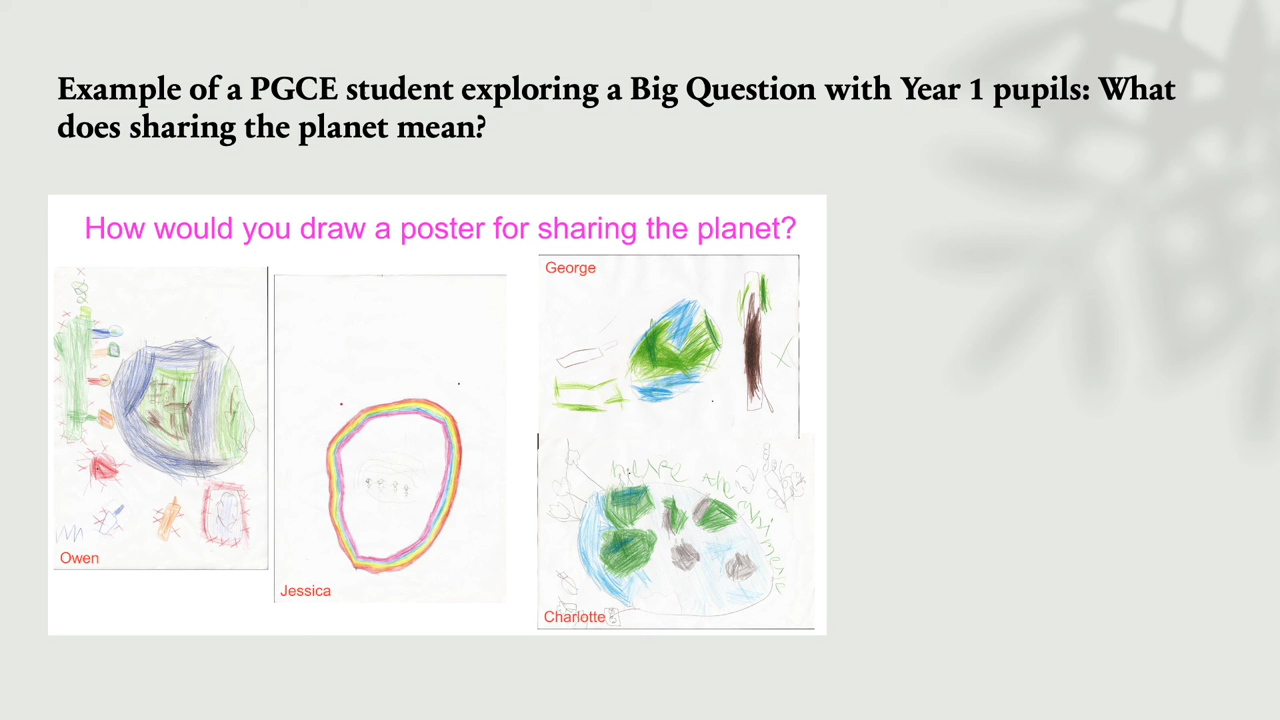 Example of a PGCE student exploring a Big Question with Year 1 pupils: What
does sharing the planet mean?
How would you draw a poster for sharing the planet?
George
Owen
Jessica
Charlotte